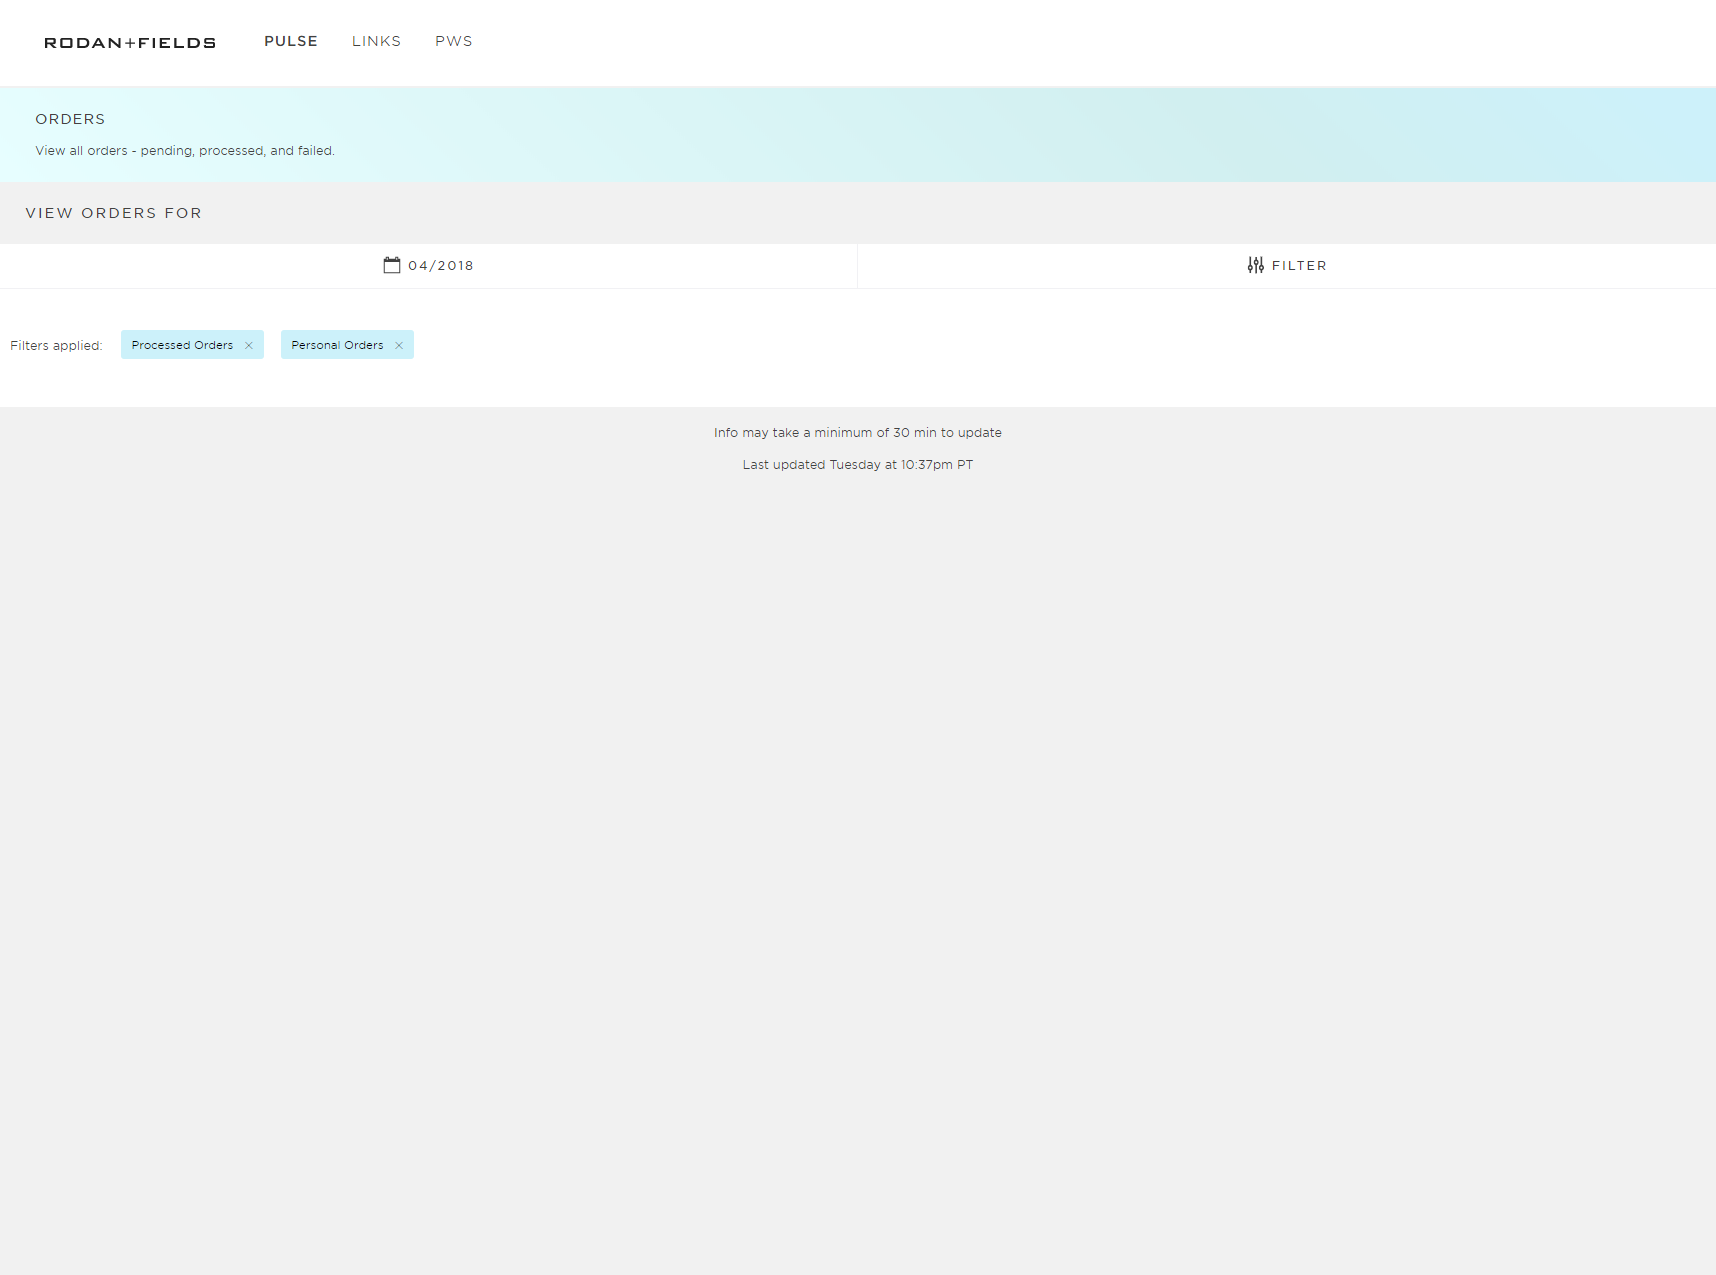 RODAN+FIELDS PULSE LINKS PWS
ORDERS
View all orders - pending, processed, and failed.
VIEW ORDERS FOR
04/2018 FILTER
Filters applied: Processed Orders × Personal Orders ×
Info may take a minimum of 30 min to update
Last updated Tuesday at 10:37pm PT